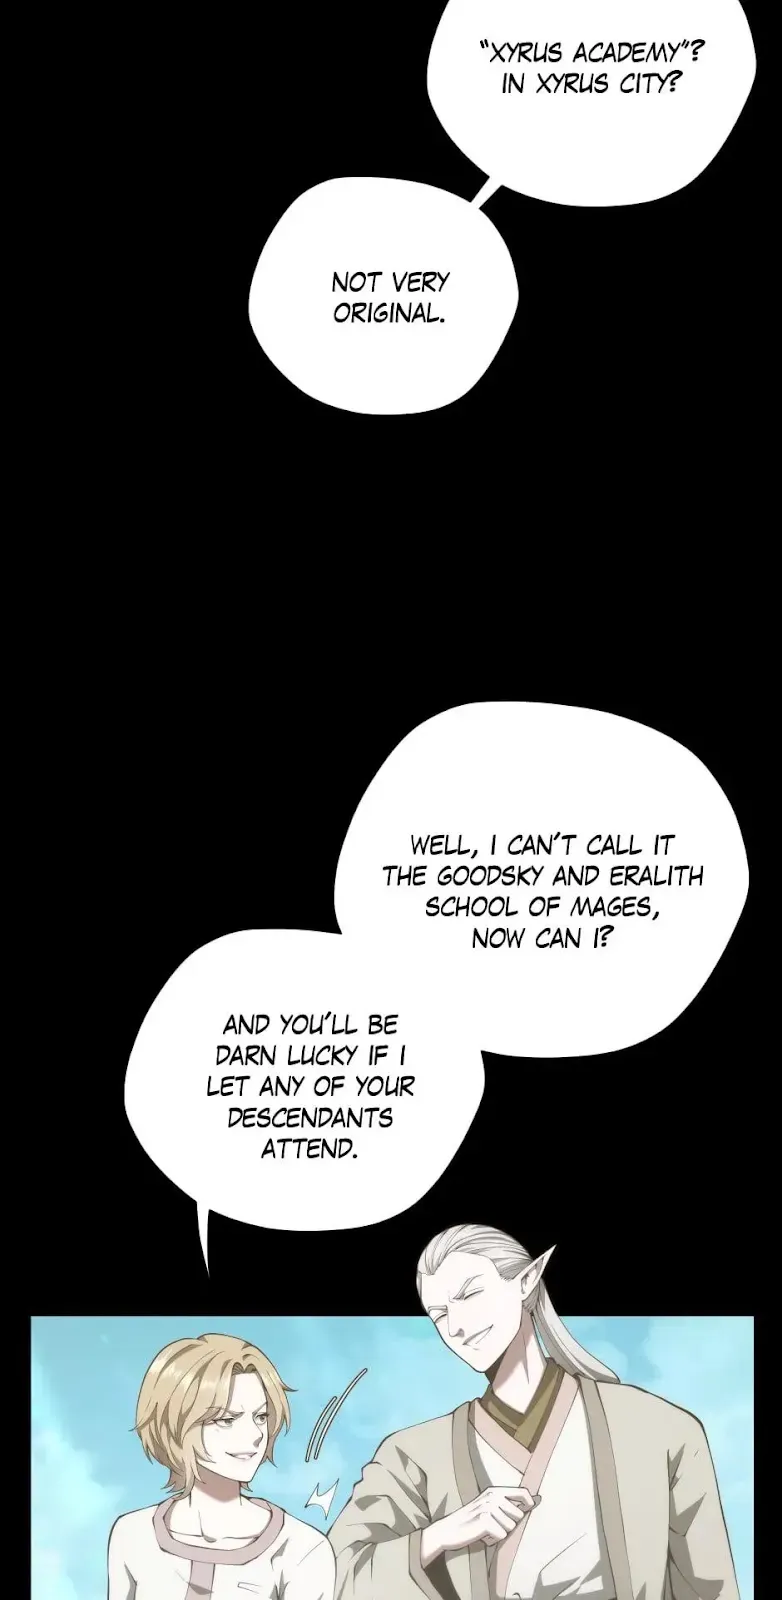 "XYRUS ACADEMY"?
IN XYRUS CITY?
NOT VERY
ORIGINAL.
WELL, I CAN'T CALL IT
THE GOODSKY AND ERALITH
SCHOOL OF MAGES,
NOW CAN I?
AND YOU'LL BE
DARN LUCKY IF I
LET ANY OF YOUR
DESCENDANTS
ATTEND.